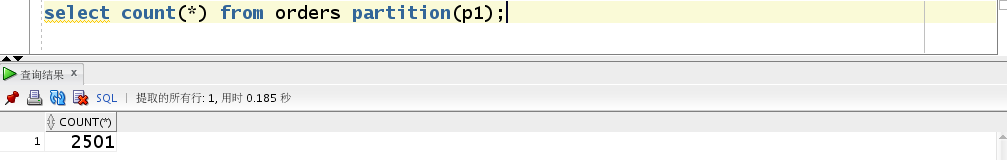 select count(*) from orders partition(p1);
查询结果 x
SQL | 提取的所有行: 1, 用时 0.185 秒
COUNT(*)
1 2501